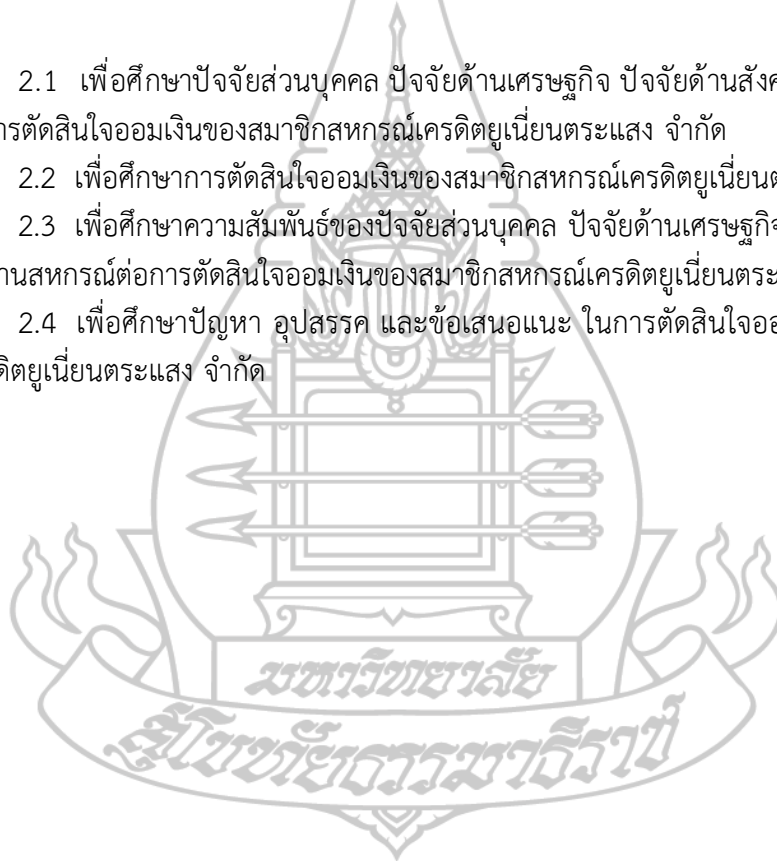 2.1 เพื่อศึกษาปัจจัยส่วนบุคคล ปัจจัยด้านเศรษฐกิจ ปัจจัยด้านสัง
การตัดสินใจออมเงินของสมาชิกสหกรณ์เครดิตยูเนี่ยนตระแสง จำกัด
2.2 เพื่อศึกษาการตัดสินใจออมเงินของสมาชิกสหกรณ์เครดิตยูเนี่ยน
2.3 เพื่อศึกษาความสัมพันธ์ของปัจจัยส่วนบุคคล ปัจจัยด้านเศรษฐกิจ
านสหกรณ์ต่อการตัดสินใจออมเงินของสมาชิกสหกรณ์เครดิตยูเนี่ยนตระ
2.4 เพื่อศึกษาปัญหา อุปสรรค และข้อเสนอแนะ ในการตัดสินใจออ
ดิตยูเนี่ยนตระแสง จำกัด
มหาวิทยาลัย
สุโขทัยธรรมาธิราช